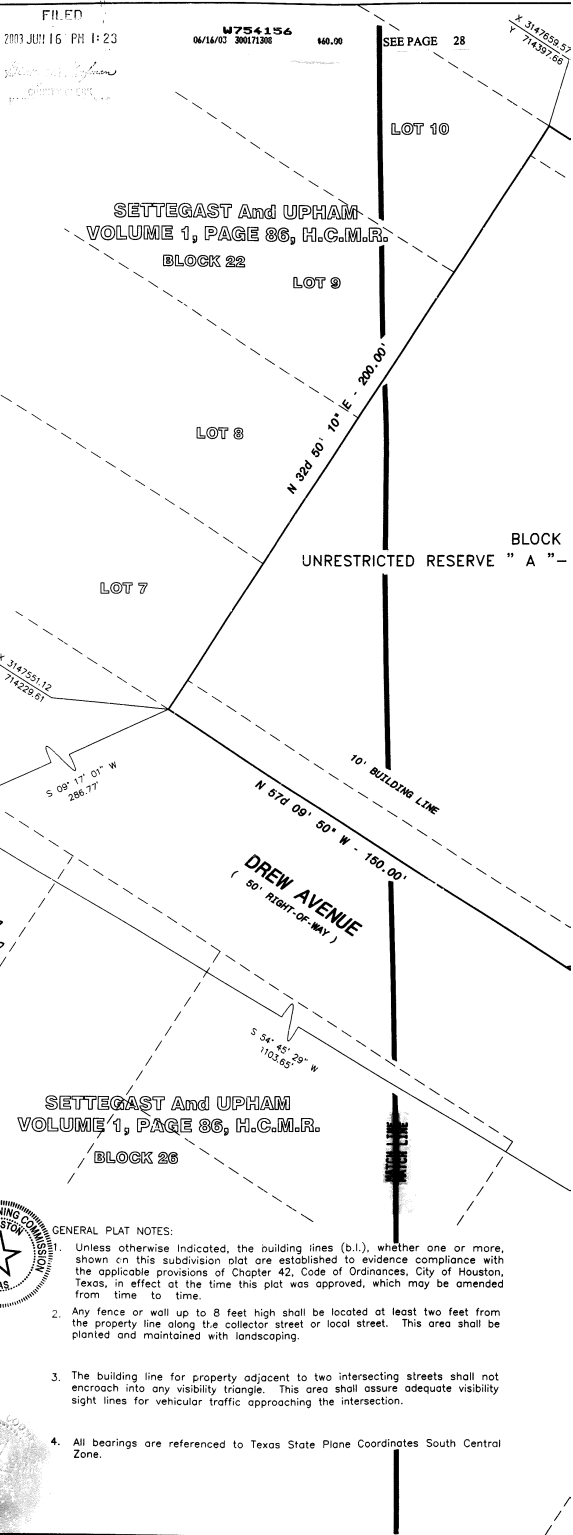 FILED
2003 JUN 16 PM 1:23
W754156
06/16/03 300171308 $60.00
SEE PAGE 28
X 3147659.57
Y 714397.66
LOT 10
SETTEGAST And UPHAM
VOLUME 1, PAGE 86, H.C.M.R.
BLOCK 22
LOT 9
N 32d 50' 10" E - 200.00'
LOT 8
BLOCK
UNRESTRICTED RESERVE " A "-
LOT 7
X 3147551.12
714229.61
S 09° 17' 01" W
286.77'
10' BUILDING LINE
N 57d 09' 50" W - 150.00'
DREW AVENUE
( 50' RIGHT-OF-WAY )
S 54° 45' 29" W
1103.65'
SETTEGAST And UPHAM
VOLUME 1, PAGE 86, H.C.M.R.
BLOCK 26
MATCH LINE
MATCH LINE
NING COMMISSION
STON
AS
GENERAL PLAT NOTES:
1. Unless otherwise Indicated, the building lines (b.l.), whether one or more,
shown on this subdivision plat are established to evidence compliance with
the applicable provisions of Chapter 42, Code of Ordinances, City of Houston,
Texas, in effect at the time this plat was approved, which may be amended
from time to time.
2. Any fence or wall up to 8 feet high shall be located at least two feet from
the property line along the collector street or local street. This area shall be
planted and maintained with landscaping.
3. The building line for property adjacent to two intersecting streets shall not
encroach into any visibility triangle. This area shall assure adequate visibility
sight lines for vehicular traffic approaching the intersection.
4. All bearings are referenced to Texas State Plane Coordinates South Central
Zone.